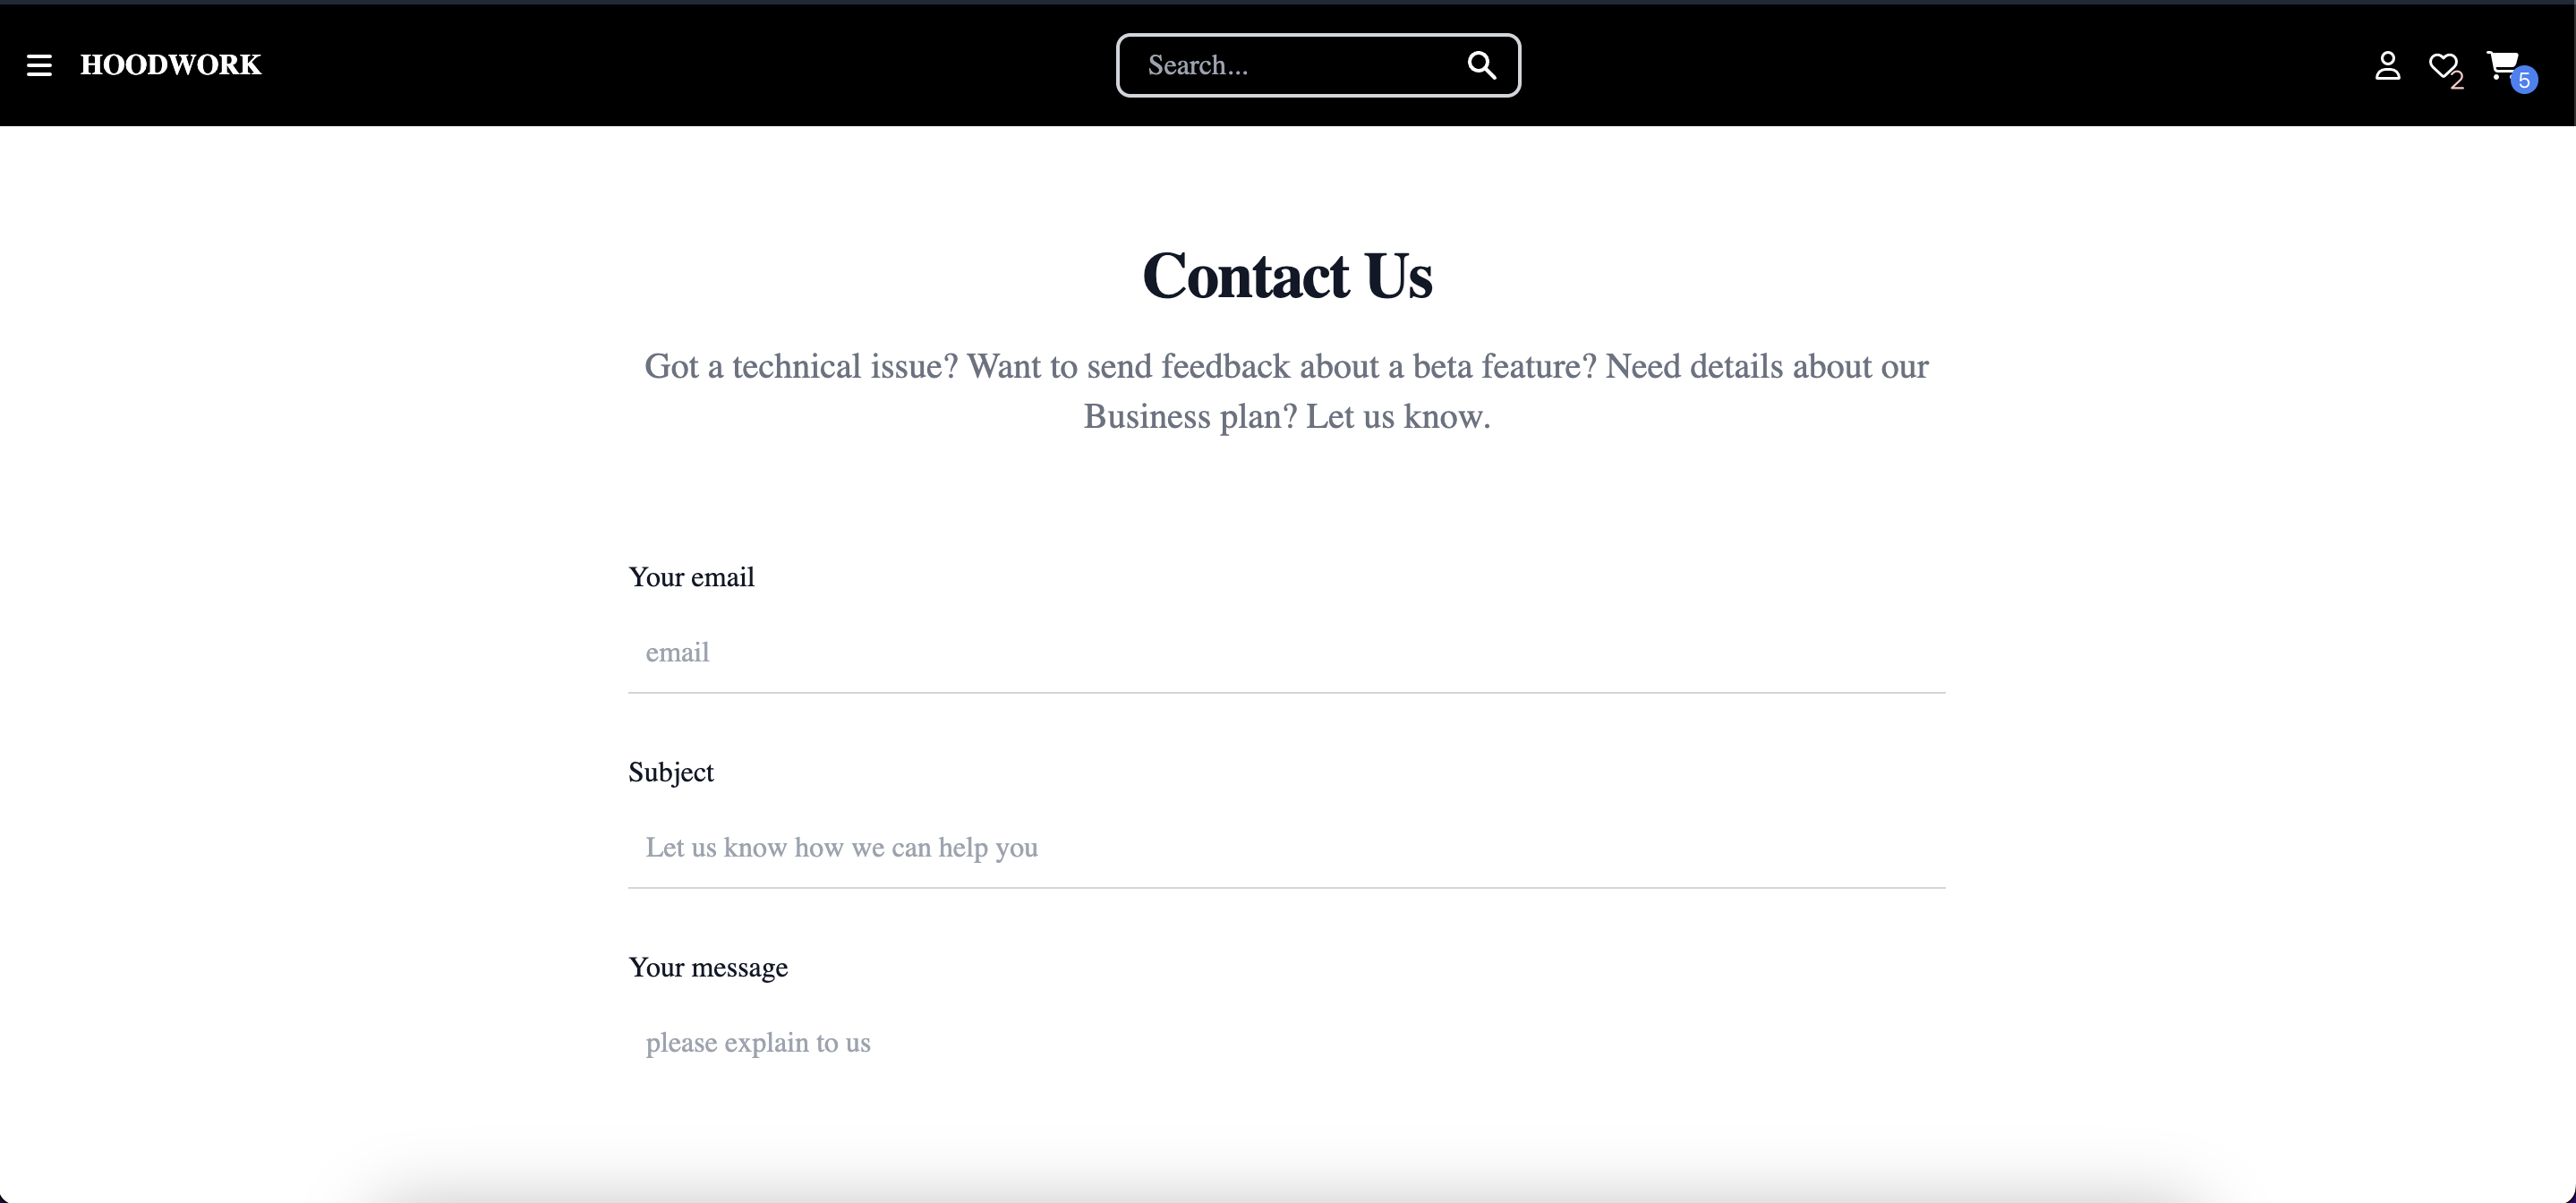 HOODWORK
Search...
2
5
Contact Us
Got a technical issue? Want to send feedback about a beta feature? Need details about our
Business plan? Let us know.
Your email
email
Subject
Let us know how we can help you
Your message
please explain to us